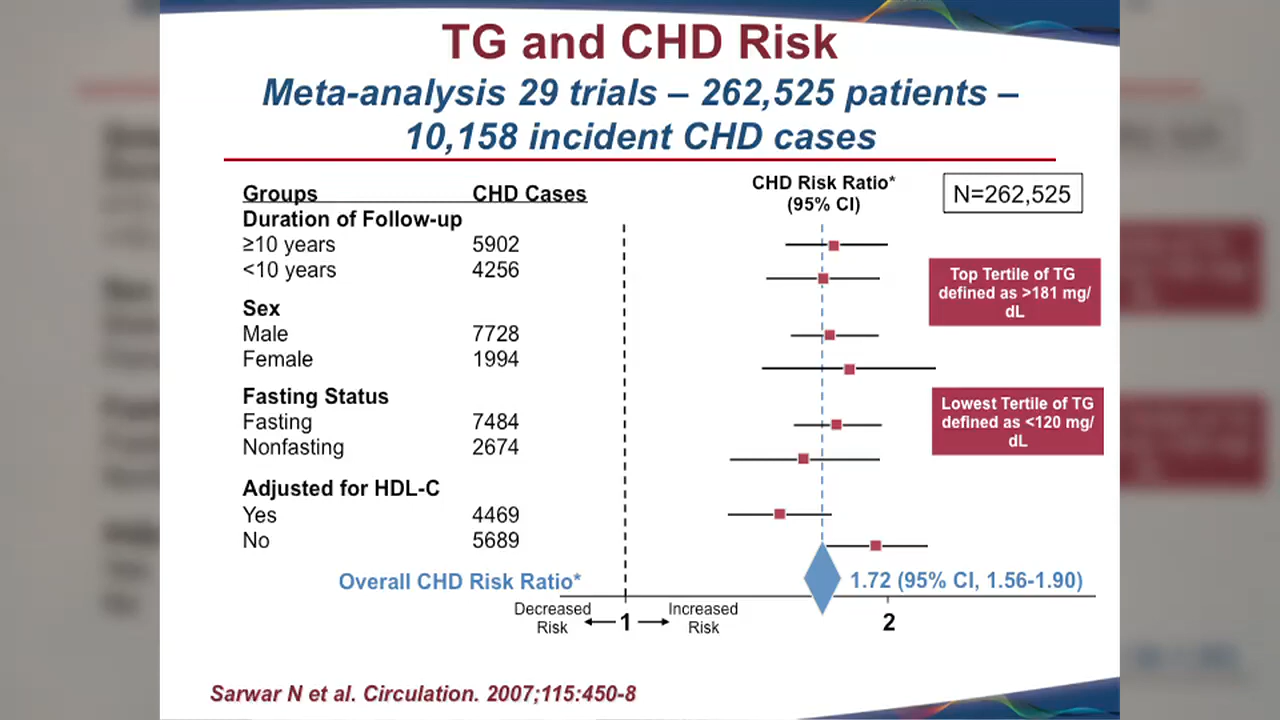 TG and CHD Risk
Meta-analysis 29 trials – 262,525 patients –
10,158 incident CHD cases
Groups CHD Cases
CHD Risk Ratio*
(95% CI)
N=262,525
Duration of Follow-up
≥10 years 5902
<10 years 4256
Top Tertile of TG
defined as >181 mg/
dL
Sex
Male 7728
Female 1994
Fasting Status
Fasting 7484
Nonfasting 2674
Lowest Tertile of TG
defined as <120 mg/
dL
Adjusted for HDL-C
Yes 4469
No 5689
Overall CHD Risk Ratio* 1.72 (95% CI, 1.56-1.90)
Decreased
Risk
1
Increased
Risk
2
Sarwar N et al. Circulation. 2007;115:450-8